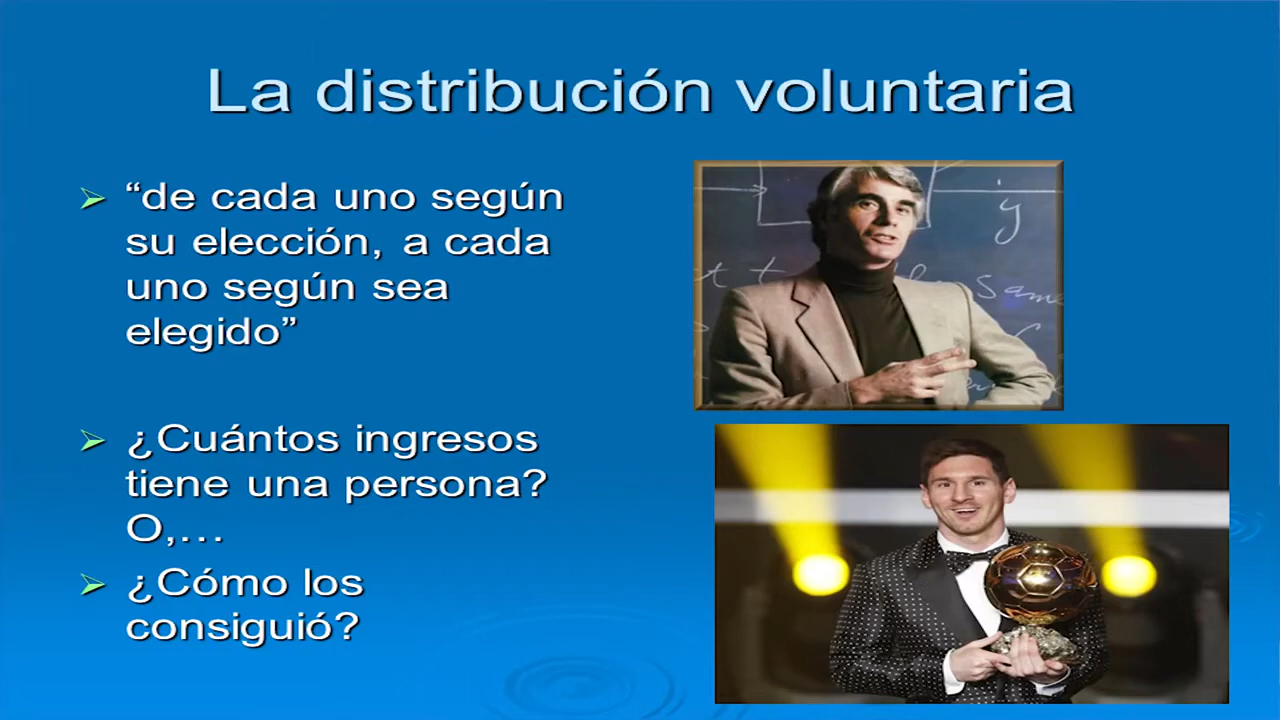 La distribución voluntaria
“de cada uno según
su elección, a cada
uno según sea
elegido”
¿Cuántos ingresos
tiene una persona?
O,…
¿Cómo los
consiguió?
y
same